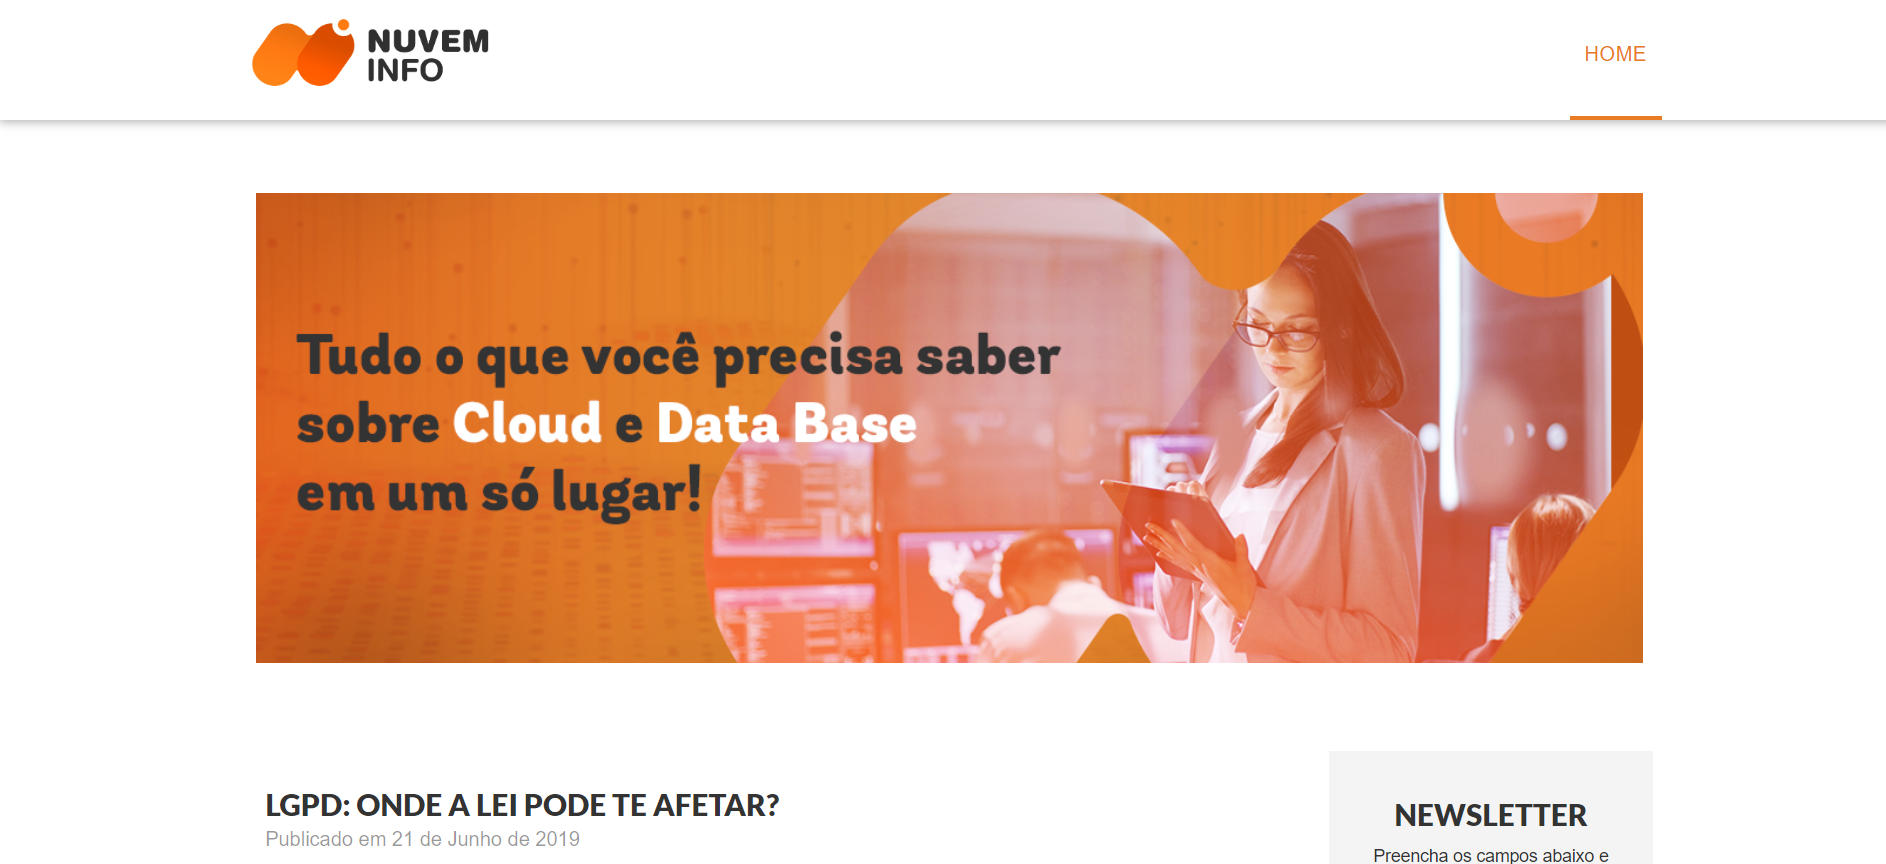 NUVEM
INFO
HOME
Tudo o que você precisa saber
sobre Cloud e Data Base
em um só lugar!
LGPD: ONDE A LEI PODE TE AFETAR?
Publicado em 21 de Junho de 2019
NEWSLETTER
Preencha os campos abaixo e